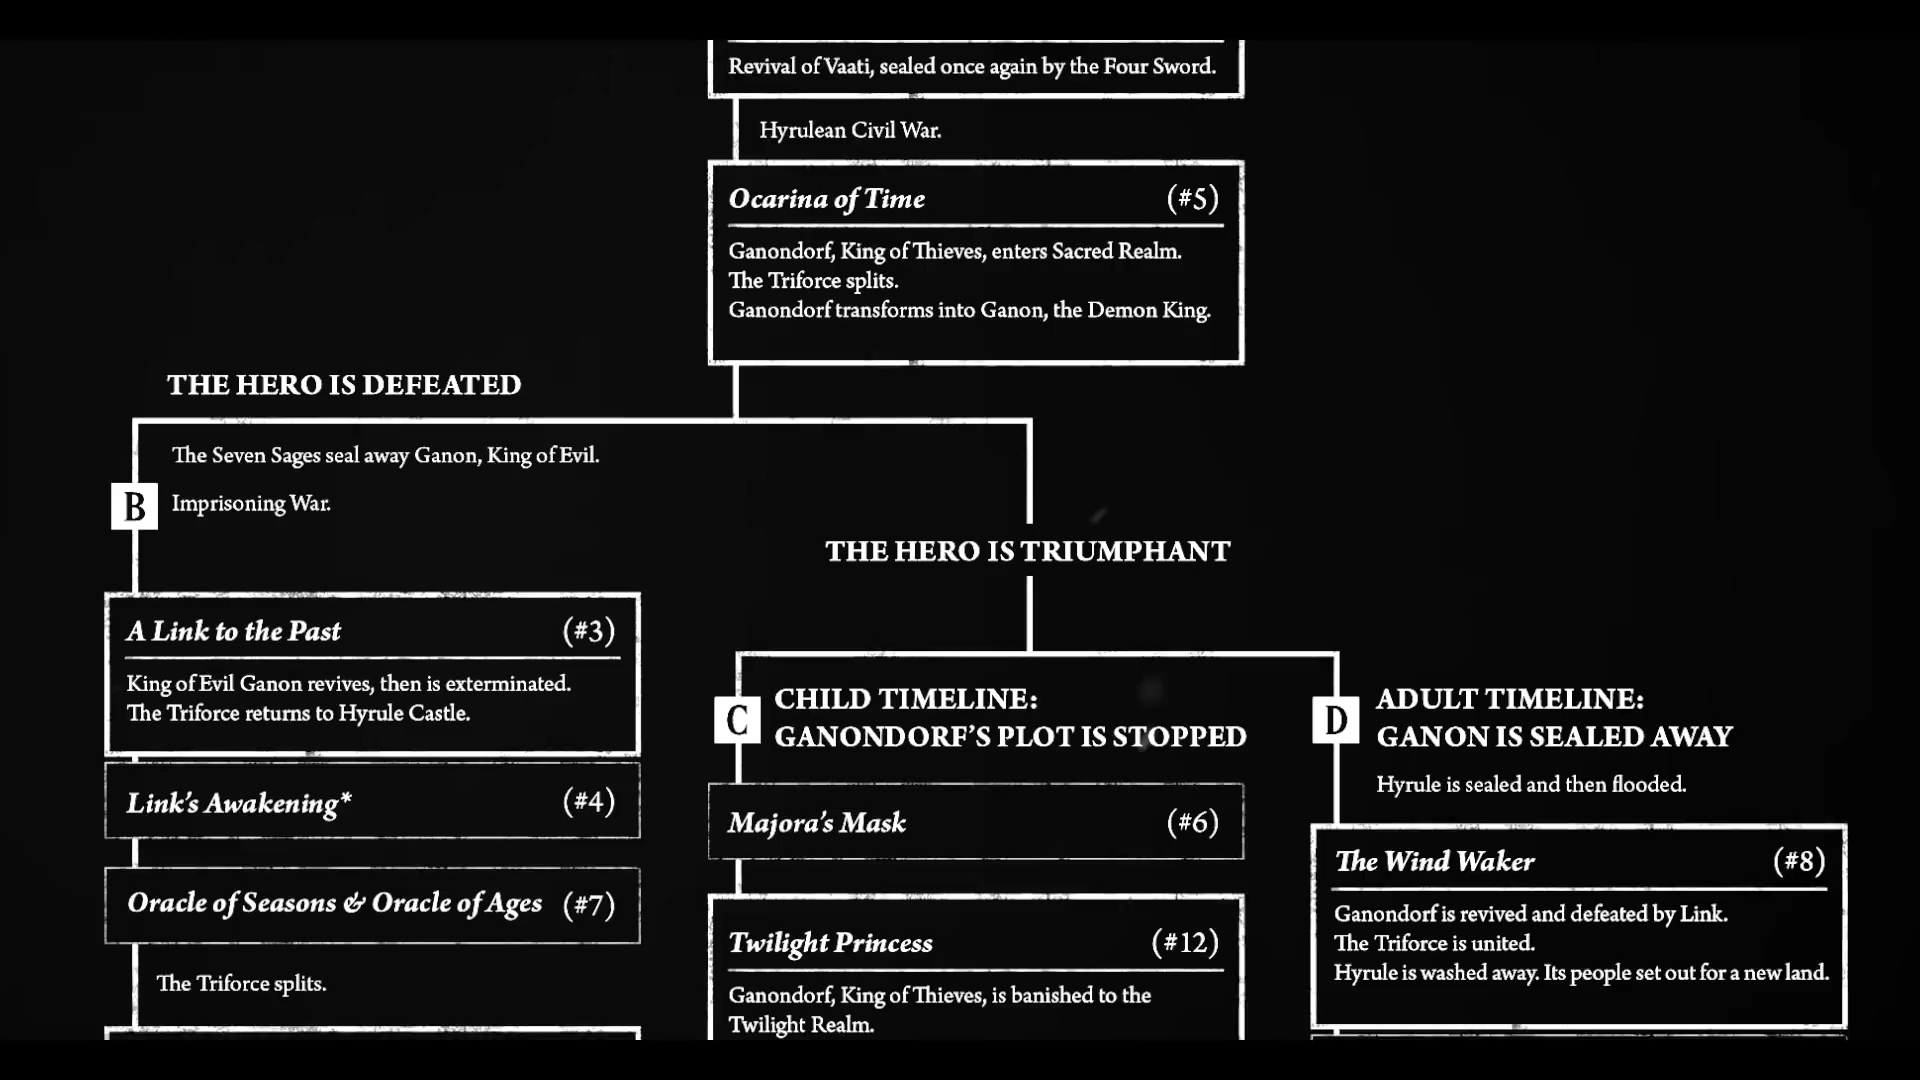 Revival of Vaati, sealed once again by the Four Sword.
Hyrulean Civil War.
Ocarina of Time (#5)
Ganondorf, King of Thieves, enters Sacred Realm.
The Triforce splits.
Ganondorf transforms into Ganon, the Demon King.
THE HERO IS DEFEATED
The Seven Sages seal away Ganon, King of Evil.
B Imprisoning War.
A Link to the Past (#3)
King of Evil Ganon revives, then is exterminated.
The Triforce returns to Hyrule Castle.
Link's Awakening* (#4)
Oracle of Seasons & Oracle of Ages (#7)
The Triforce splits.
THE HERO IS TRIUMPHANT
C CHILD TIMELINE:
GANONDORF'S PLOT IS STOPPED
Majora's Mask (#6)
Twilight Princess (#12)
Ganondorf, King of Thieves, is banished to the
Twilight Realm.
D ADULT TIMELINE:
GANON IS SEALED AWAY
Hyrule is sealed and then flooded.
The Wind Waker (#8)
Ganondorf is revived and defeated by Link.
The Triforce is united.
Hyrule is washed away. Its people set out for a new land.